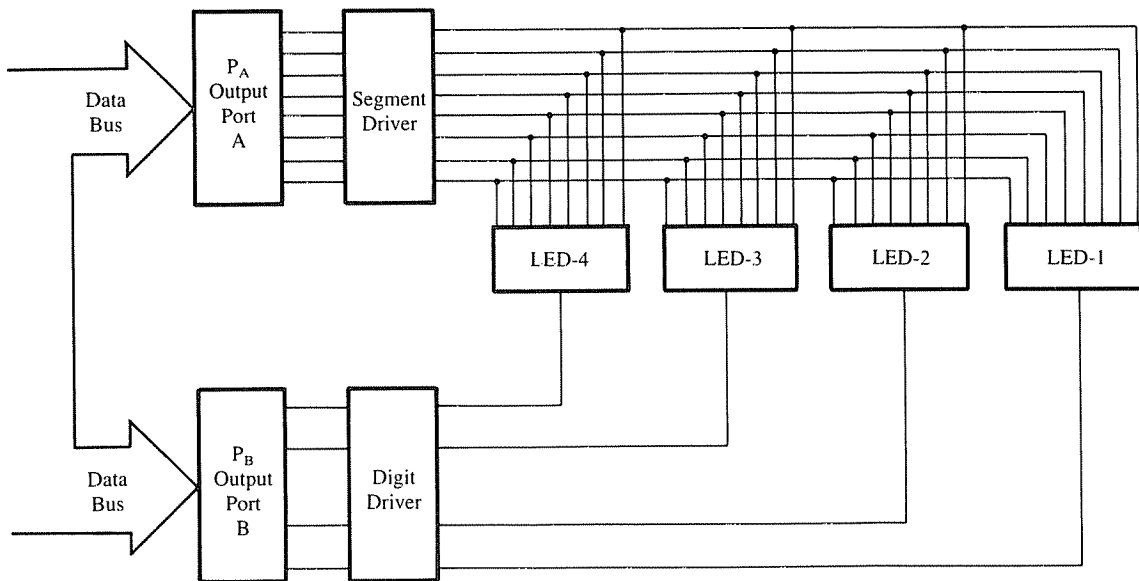 P_A
Output
Port
A
Data
Bus
Segment
Driver
LED-4
LED-3
LED-2
LED-1
P_B
Output
Port
B
Data
Bus
Digit
Driver